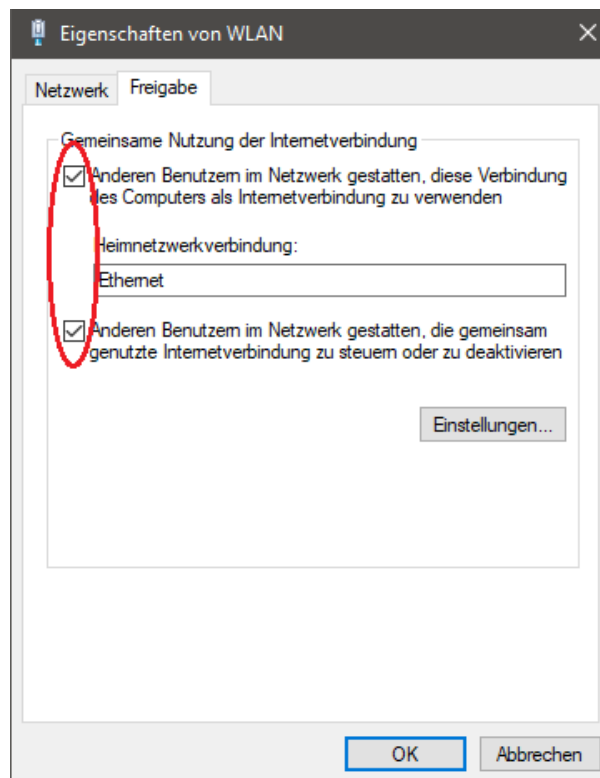 Eigenschaften von WLAN
Netzwerk
Freigabe
Gemeinsame Nutzung der Internetverbindung
Anderen Benutzern im Netzwerk gestatten, diese Verbindung
des Computers als Internetverbindung zu verwenden
Heimnetzwerkverbindung:
Ethernet
Anderen Benutzern im Netzwerk gestatten, die gemeinsam
genutzte Internetverbindung zu steuern oder zu deaktivieren
Einstellungen...
OK
Abbrechen